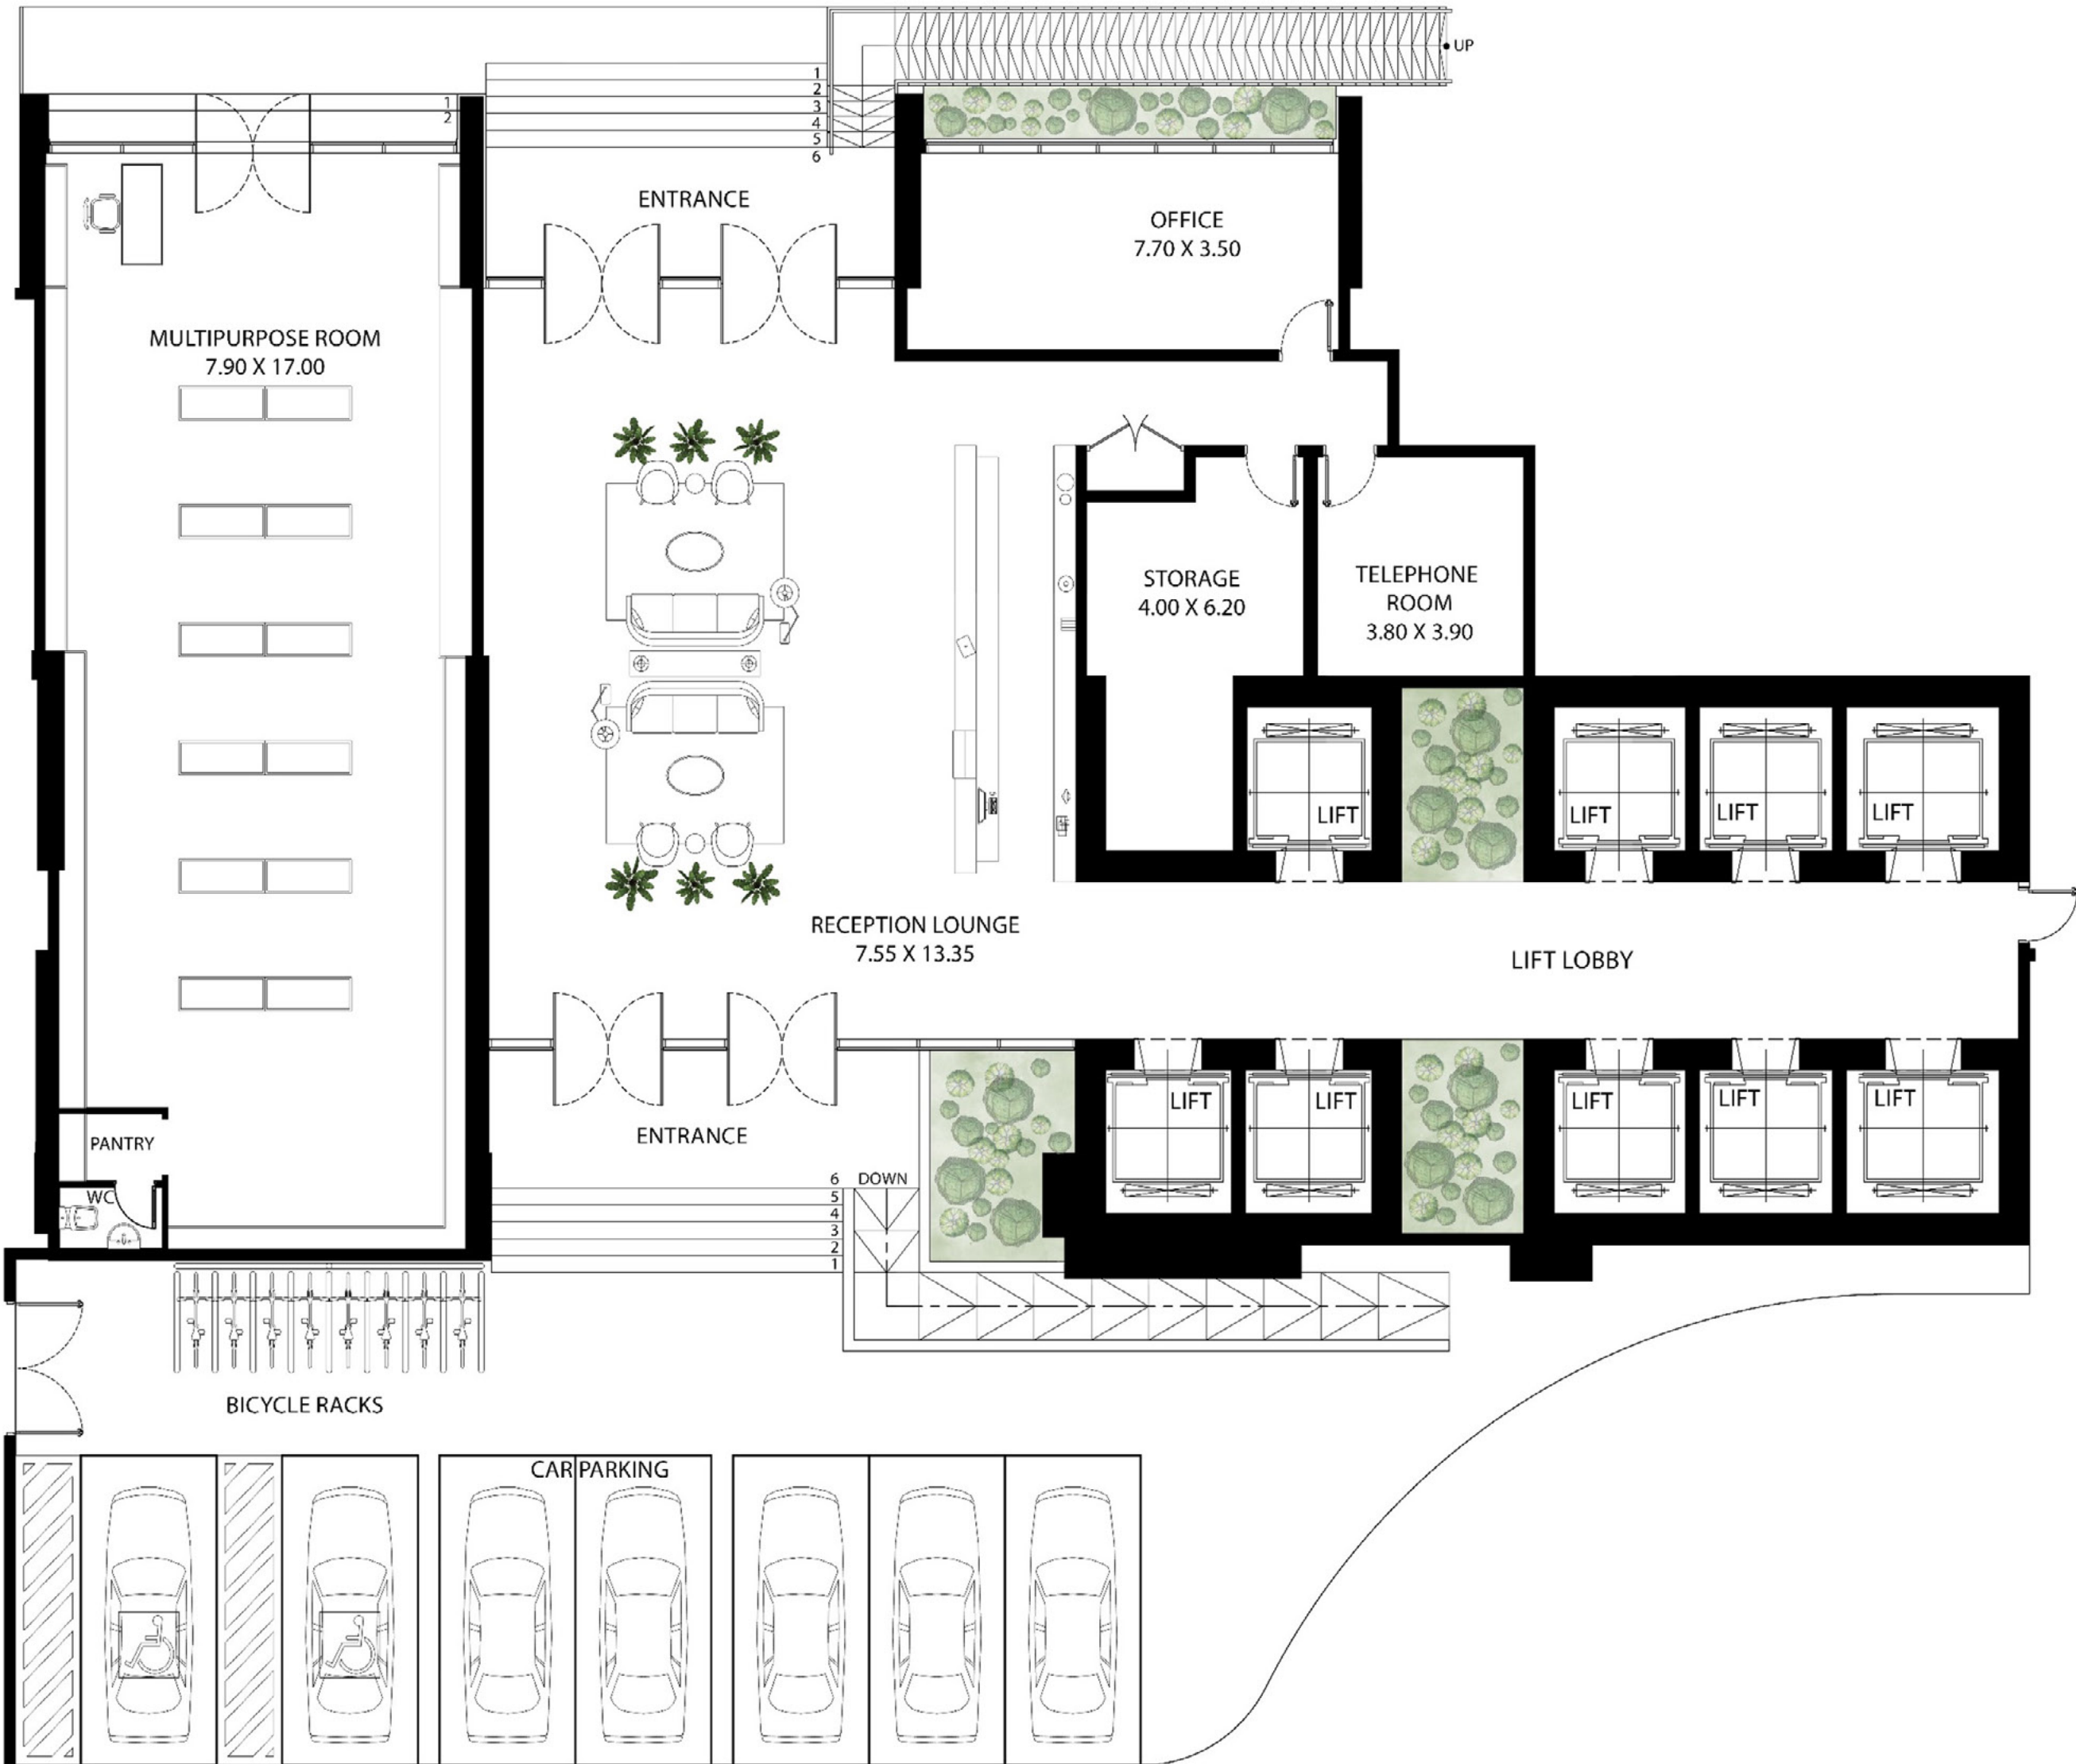 UP
1
2
3
4
5
6
1
2
ENTRANCE
OFFICE
7.70 X 3.50
MULTIPURPOSE ROOM
7.90 X 17.00
STORAGE
4.00 X 6.20
TELEPHONE
ROOM
3.80 X 3.90
LIFT
LIFT
LIFT
LIFT
RECEPTION LOUNGE
7.55 X 13.35
LIFT LOBBY
LIFT
LIFT
LIFT
LIFT
LIFT
ENTRANCE
PANTRY
WC
6 DOWN
5
4
3
2
1
BICYCLE RACKS
CAR PARKING